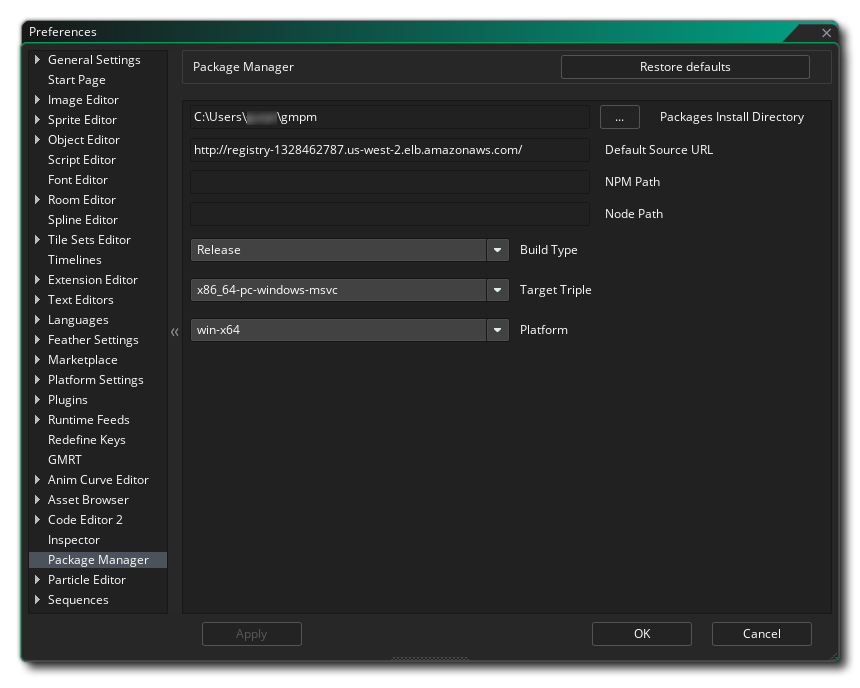 Preferences
General Settings
Start Page
Image Editor
Sprite Editor
Object Editor
Script Editor
Font Editor
Room Editor
Spline Editor
Tile Sets Editor
Timelines
Extension Editor
Text Editors
Languages
Feather Settings
Marketplace
Platform Settings
Plugins
Runtime Feeds
Redefine Keys
GMRT
Anim Curve Editor
Asset Browser
Code Editor 2
Inspector
Package Manager
Particle Editor
Sequences
«
Package Manager Restore defaults
C:\Users\ \gmpm ... Packages Install Directory
http://registry-1328462787.us-west-2.elb.amazonaws.com/ Default Source URL
NPM Path
Node Path
Release Build Type
x86_64-pc-windows-msvc Target Triple
win-x64 Platform
Apply OK Cancel